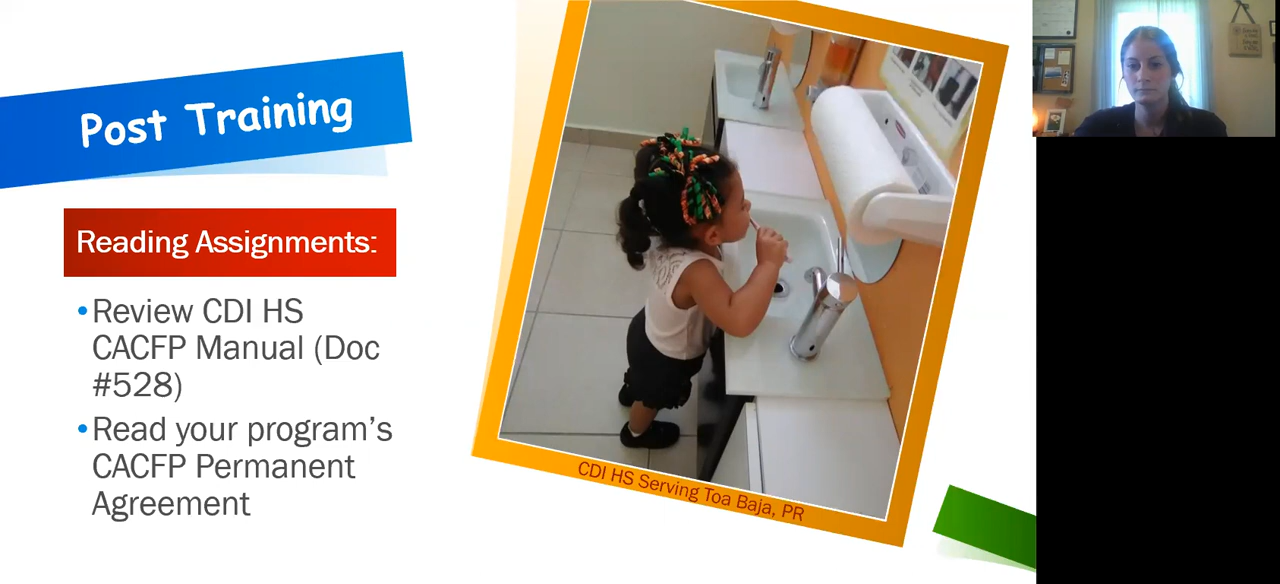 Post Training
Reading Assignments:
•Review CDI HS
CACFP Manual (Doc
#528)
•Read your program's
CACFP Permanent
Agreement
CDI HS Serving Toa Baja, PR